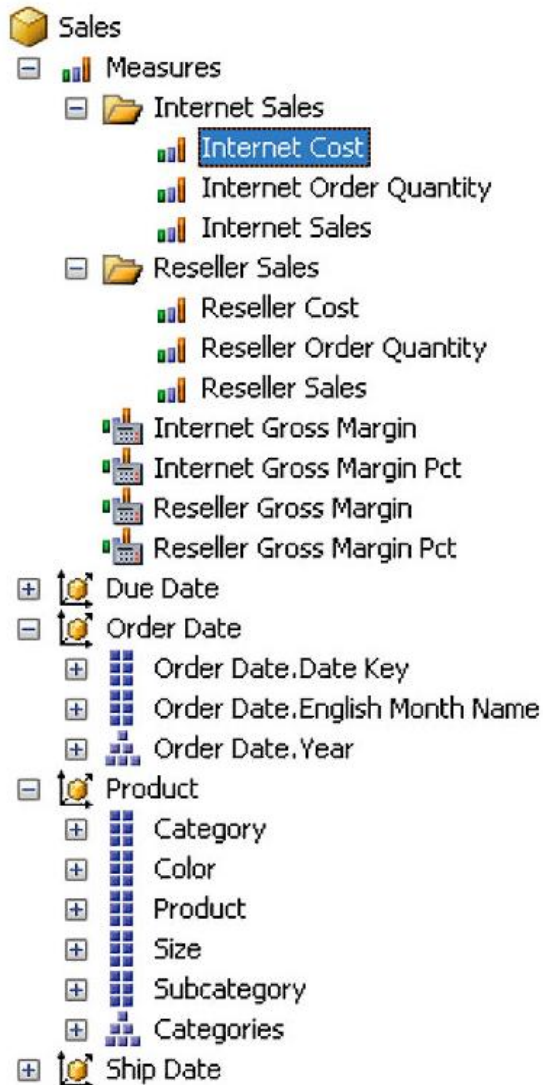 Sales
Measures
Internet Sales
Internet Cost
Internet Order Quantity
Internet Sales
Reseller Sales
Reseller Cost
Reseller Order Quantity
Reseller Sales
Internet Gross Margin
Internet Gross Margin Pct
Reseller Gross Margin
Reseller Gross Margin Pct
Due Date
Order Date
Order Date.Date Key
Order Date.English Month Name
Order Date.Year
Product
Category
Color
Product
Size
Subcategory
Categories
Ship Date